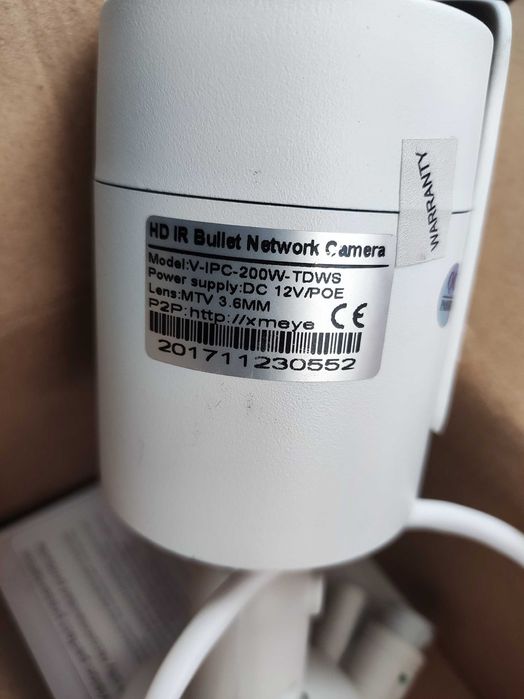 WARRANTY
HD IR Bullet Network Camera
Model:V-IPC-200W-TDWS
Power supply:DC 12V/POE
Lens:MTV 3.6MM
P2P:http://xmeye CE
201711230552